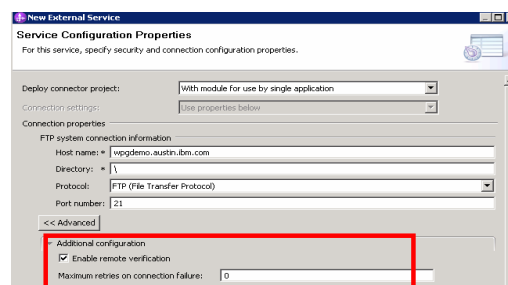 New External Service
Service Configuration Properties
For this service, specify security and connection configuration properties.
Deploy connector project: With module for use by single application
Connection settings: Use properties below
Connection properties
FTP system connection information
Host name: * wpgdemo.austin.ibm.com
Directory: * \
Protocol: FTP (File Transfer Protocol)
Port number: 21
<< Advanced
Additional configuration
Enable remote verification
Maximum retries on connection failure: 0